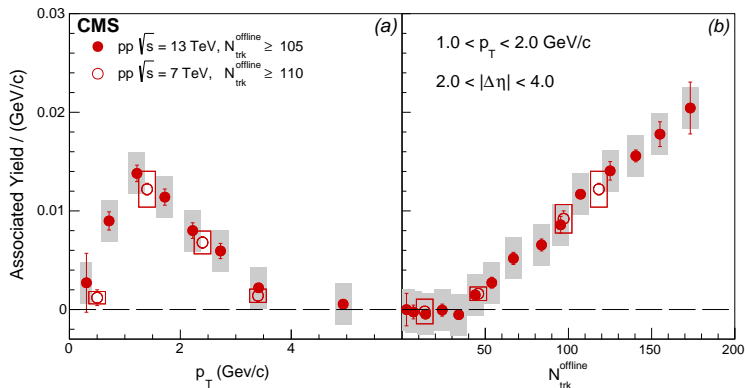 CMS
(a)
pp √s = 13 TeV, N_trk^offline ≥ 105
pp √s = 7 TeV, N_trk^offline ≥ 110
(b)
1.0 < p_T < 2.0 GeV/c
2.0 < |Δη| < 4.0
Associated Yield / (GeV/c)
0.03
0.02
0.01
0
0 2 4
p_T (Gev/c)
50 100 150 200
N_trk^offline